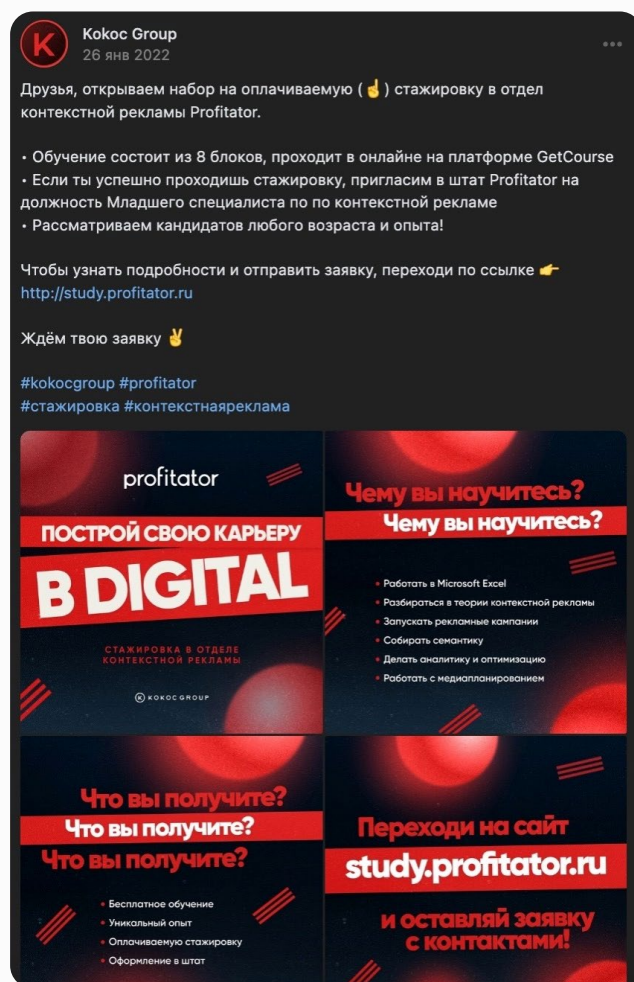 Kokoc Group
26 янв 2022
Друзья, открываем набор на оплачиваемую (☝️) стажировку в отдел
контекстной рекламы Profitator.
• Обучение состоит из 8 блоков, проходит в онлайне на платформе GetCourse
• Если ты успешно проходишь стажировку, пригласим в штат Profitator на
должность Младшего специалиста по по контекстной рекламе
• Рассматриваем кандидатов любого возраста и опыта!
Чтобы узнать подробности и отправить заявку, переходи по ссылке 👉
http://study.profitator.ru
Ждём твою заявку ✌️
#kokocgroup #profitator
#стажировка #контекстнаяреклама
profitator
ПОСТРОЙ СВОЮ КАРЬЕРУ
В DIGITAL
СТАЖИРОВКА В ОТДЕЛЕ
КОНТЕКСТНОЙ РЕКЛАМЫ
K KOKOC GROUP
Чему вы научитесь?
Чему вы научитесь?
• Работать в Microsoft Excel
• Разбираться в теории контекстной рекламы
• Запускать рекламные кампании
• Собирать семантику
• Делать аналитику и оптимизацию
• Работать с медиапланированием
Что вы получите?
Что вы получите?
Что вы получите?
• Бесплатное обучение
• Уникальный опыт
• Оплачиваемую стажировку
• Оформление в штат
Переходи на сайт
study.profitator.ru
и оставляй заявку
с контактами!